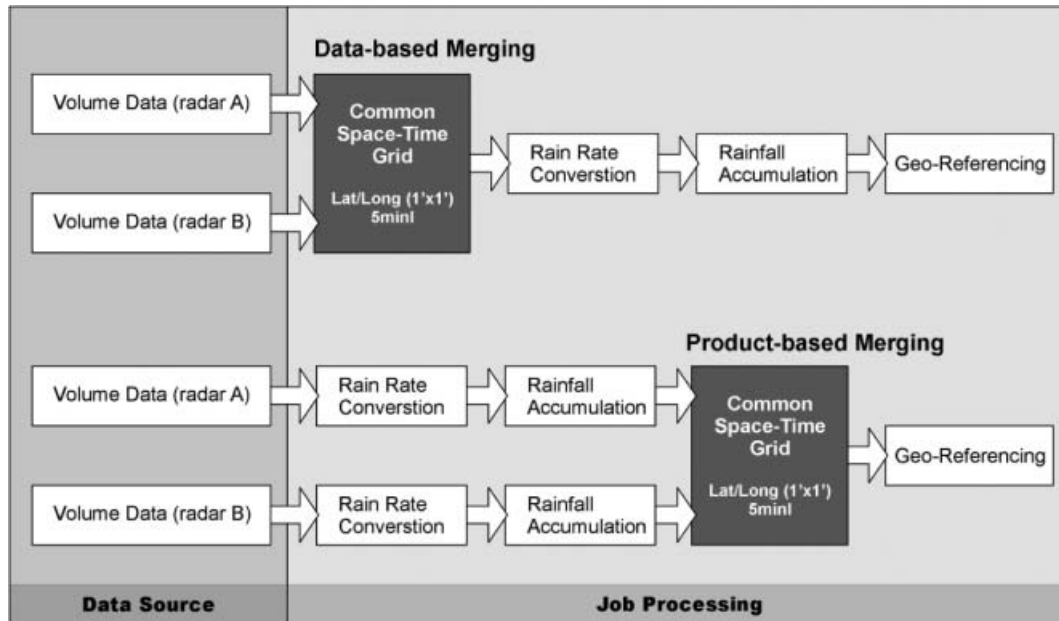 Data-based Merging
Volume Data (radar A)
Common
Space-Time
Grid
Lat/Long (1'x1')
5minl
Rain Rate
Converstion
Rainfall
Accumulation
Geo-Referencing
Volume Data (radar B)
Product-based Merging
Volume Data (radar A)
Rain Rate
Converstion
Rainfall
Accumulation
Common
Space-Time
Grid
Lat/Long (1'x1')
5minl
Geo-Referencing
Volume Data (radar B)
Rain Rate
Converstion
Rainfall
Accumulation
Data Source
Job Processing